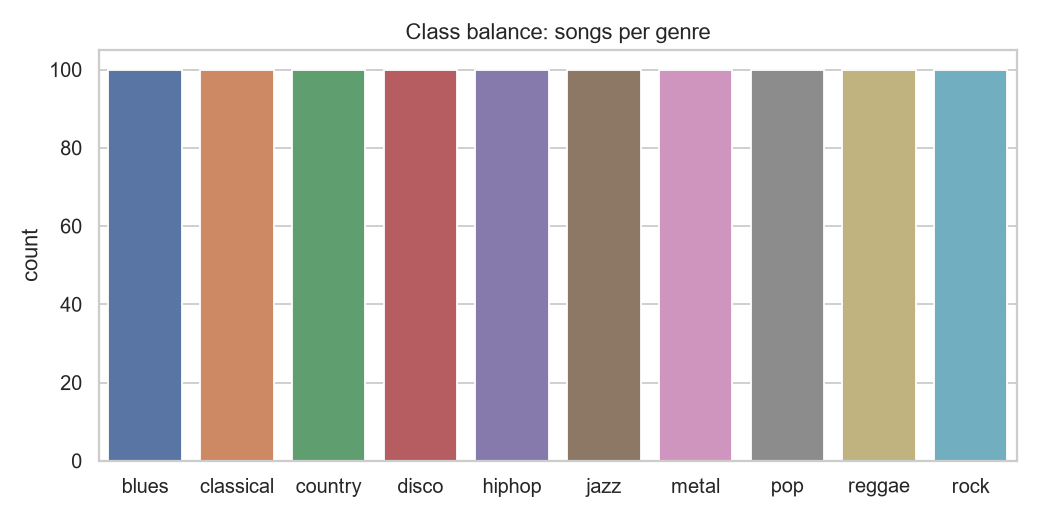 Class balance: songs per genre
count
100
80
60
40
20
0
blues classical country disco hiphop jazz metal pop reggae rock